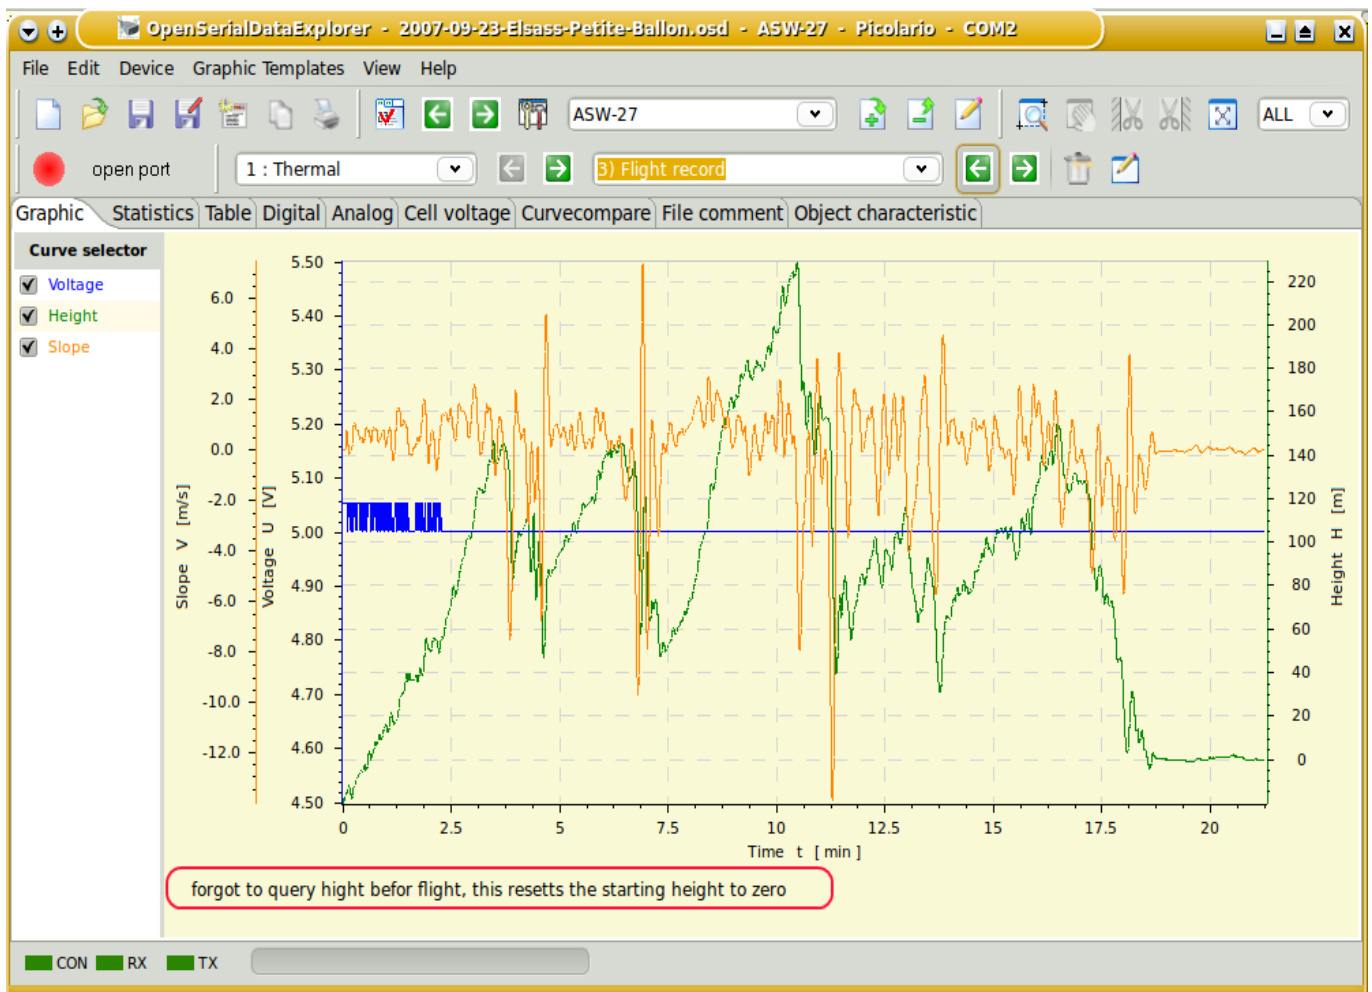 OpenSerialDataExplorer - 2007-09-23-Elsass-Petite-Ballon.osd - ASW-27 - Picolario - COM2
File Edit Device Graphic Templates View Help
ASW-27 ALL
open port 1 : Thermal 3) Flight record
Graphic Statistics Table Digital Analog Cell voltage Curvecompare File comment Object characteristic
Curve selector
Voltage
Height
Slope
Slope V [m/s]
6.0
4.0
2.0
0.0
-2.0
-4.0
-6.0
-8.0
-10.0
-12.0
Voltage U [V]
5.50
5.40
5.30
5.20
5.10
5.00
4.90
4.80
4.70
4.60
4.50
220
200
180
160
140
120
100
80
60
40
20
0
Height H [m]
0 2.5 5 7.5 10 12.5 15 17.5 20
Time t [ min ]
forgot to query hight befor flight, this resetts the starting height to zero
CON RX TX